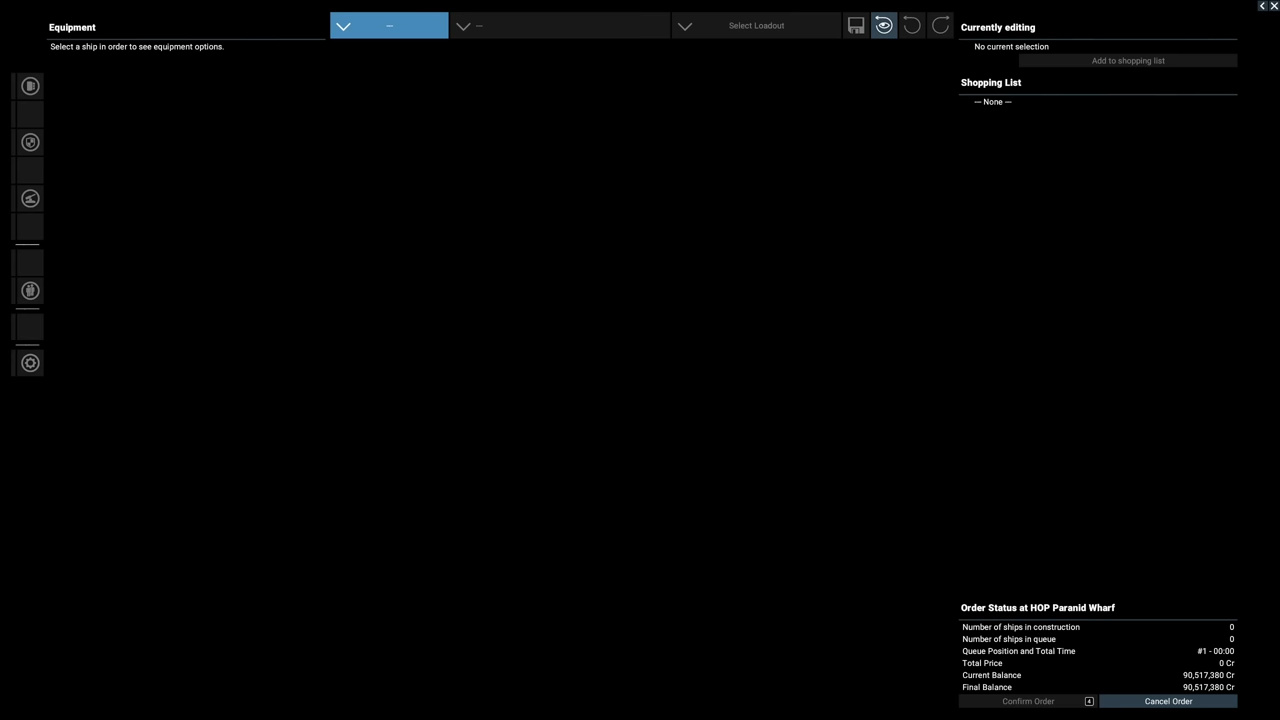 Equipment
Select a ship in order to see equipment options.
—
—
Select Loadout
Currently editing
No current selection
Add to shopping list
Shopping List
— None —
Order Status at HOP Paranid Wharf
Number of ships in construction 0
Number of ships in queue 0
Queue Position and Total Time #1 - 00:00
Total Price 0 Cr
Current Balance 90,517,380 Cr
Final Balance 90,517,380 Cr
Confirm Order 4 Cancel Order